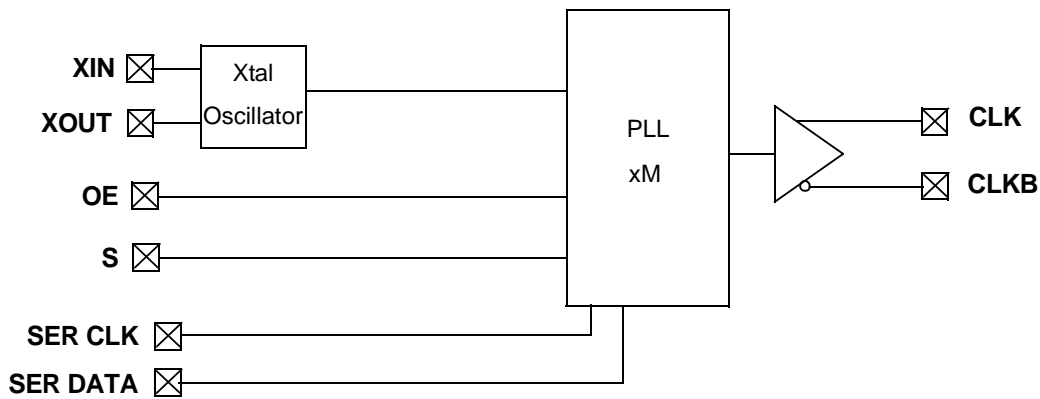 XIN
XOUT
Xtal
Oscillator
OE
S
SER CLK
SER DATA
PLL
xM
CLK
CLKB